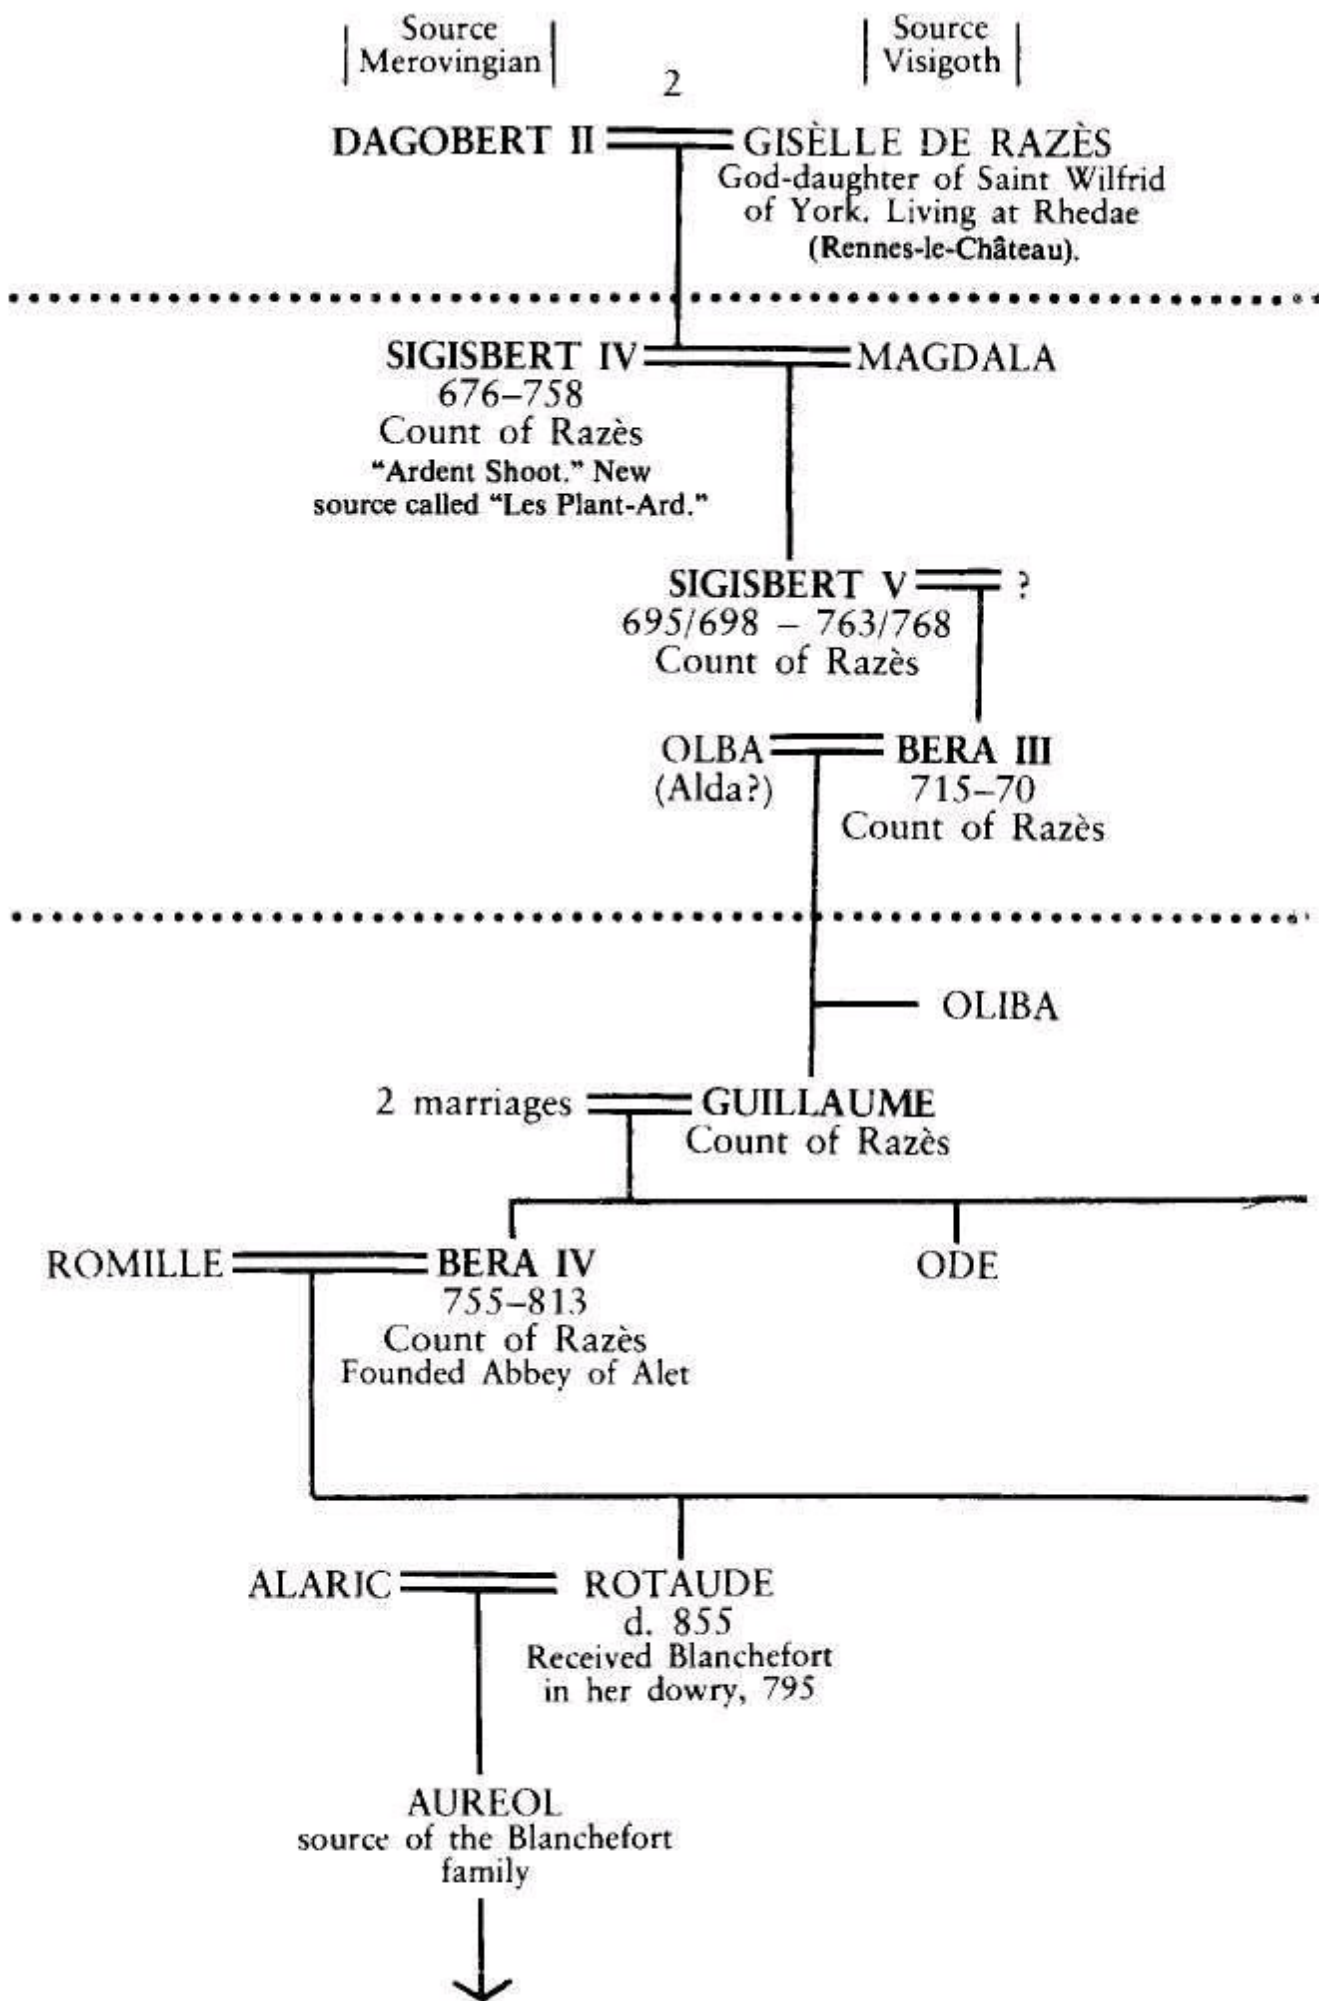 Source
Merovingian
Source
Visigoth
2
DAGOBERT II
GISÈLLE DE RAZÈS
God-daughter of Saint Wilfrid
of York. Living at Rhedae
(Rennes-le-Château).
SIGISBERT IV
MAGDALA
676–758
Count of Razès
“Ardent Shoot.” New
source called “Les Plant-Ard.”
SIGISBERT V
?
695/698 – 763/768
Count of Razès
OLBA
(Alda?)
BERA III
715–70
Count of Razès
OLIBA
2 marriages
GUILLAUME
Count of Razès
ROMILLE
BERA IV
755–813
Count of Razès
Founded Abbey of Alet
ODE
ALARIC
ROTAUDE
d. 855
Received Blanchefort
in her dowry, 795
AUREOL
source of the Blanchefort
family